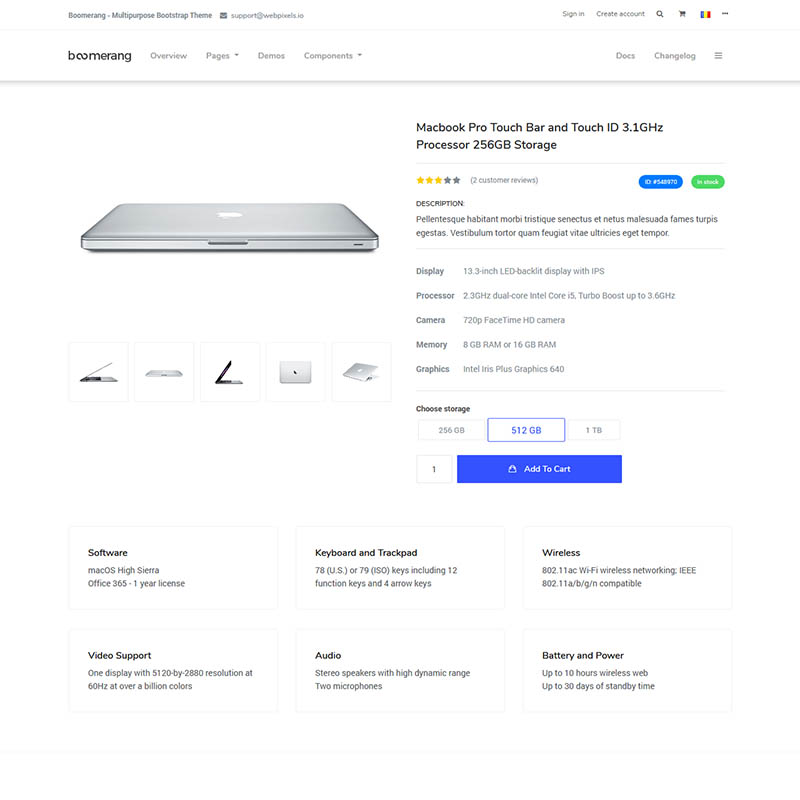 Boomerang - Multipurpose Bootstrap Theme support@webpixels.io Sign in Create account
boomerang Overview Pages Demos Components Docs Changelog
Macbook Pro Touch Bar and Touch ID 3.1GHz
Processor 256GB Storage
(2 customer reviews) ID: #548970 In stock
DESCRIPTION:
Pellentesque habitant morbi tristique senectus et netus malesuada fames turpis
egestas. Vestibulum tortor quam feugiat vitae ultricies eget tempor.
Display 13.3-inch LED-backlit display with IPS
Processor 2.3GHz dual-core Intel Core i5, Turbo Boost up to 3.6GHz
Camera 720p FaceTime HD camera
Memory 8 GB RAM or 16 GB RAM
Graphics Intel Iris Plus Graphics 640
Choose storage
256 GB 512 GB 1 TB
1 Add To Cart
Software
macOS High Sierra
Office 365 - 1 year license
Keyboard and Trackpad
78 (U.S.) or 79 (ISO) keys including 12
function keys and 4 arrow keys
Wireless
802.11ac Wi-Fi wireless networking; IEEE
802.11a/b/g/n compatible
Video Support
One display with 5120-by-2880 resolution at
60Hz at over a billion colors
Audio
Stereo speakers with high dynamic range
Two microphones
Battery and Power
Up to 10 hours wireless web
Up to 30 days of standby time